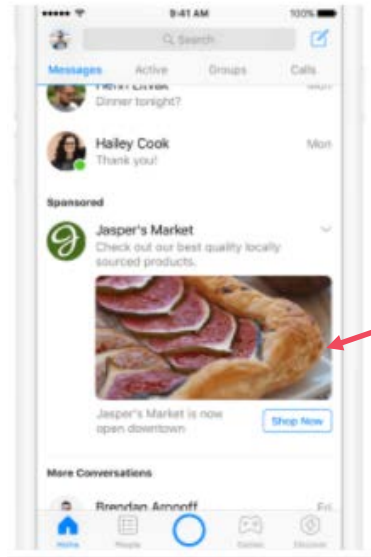 9:41 AM 100%
Search
Messages Active Groups Calls
Dinner tonight?
Hailey Cook Mon
Thank you!
Sponsored
Jasper's Market
Check out our best quality locally
sourced products.
Jasper's Market is now
open downtown
Shop Now
More Conversations
Brendan Aronoff Fri
Home People Games Discover